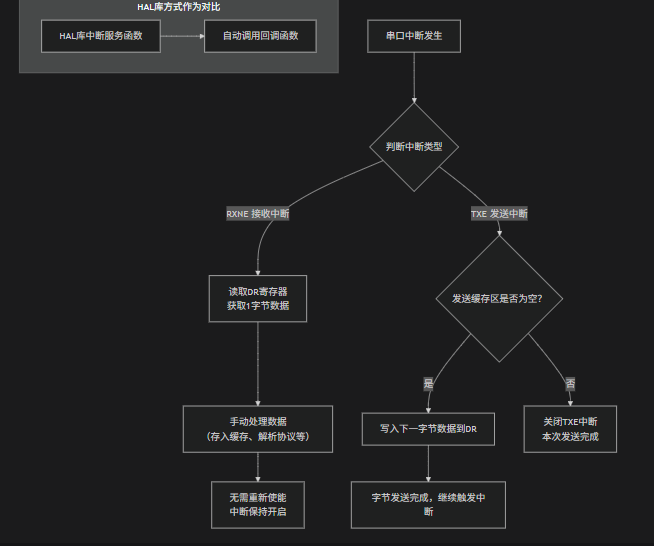 HAL库方式作为对比
HAL库中断服务函数
自动调用回调函数
串口中断发生
判断中断类型
RXNE 接收中断
TXE 发送中断
读取DR寄存器
获取1字节数据
发送缓存区是否为空?
是
否
手动处理数据
（存入缓存、解析协议等）
写入下一字节数据到DR
关闭TXE中断
本次发送完成
无需重新使能
中断保持开启
字节发送完成，继续触发中
断